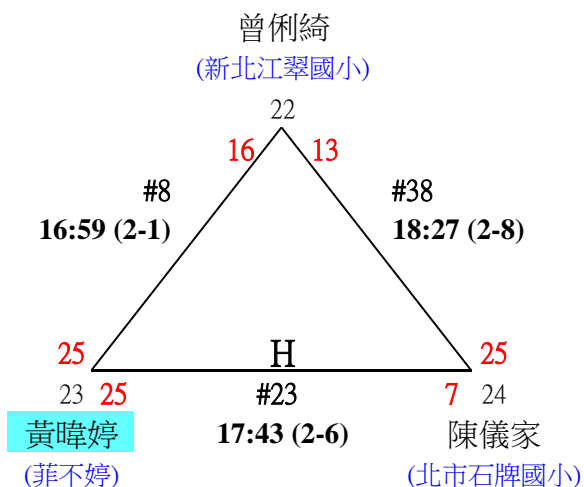 曾俐綺
(新北江翠國小)
22
16 13
#8 #38
16:59 (2-1) 18:27 (2-8)
25 H 25
23 25 #23 7 24
黃暐婷 17:43 (2-6) 陳儀家
(菲不婷) (北市石牌國小)